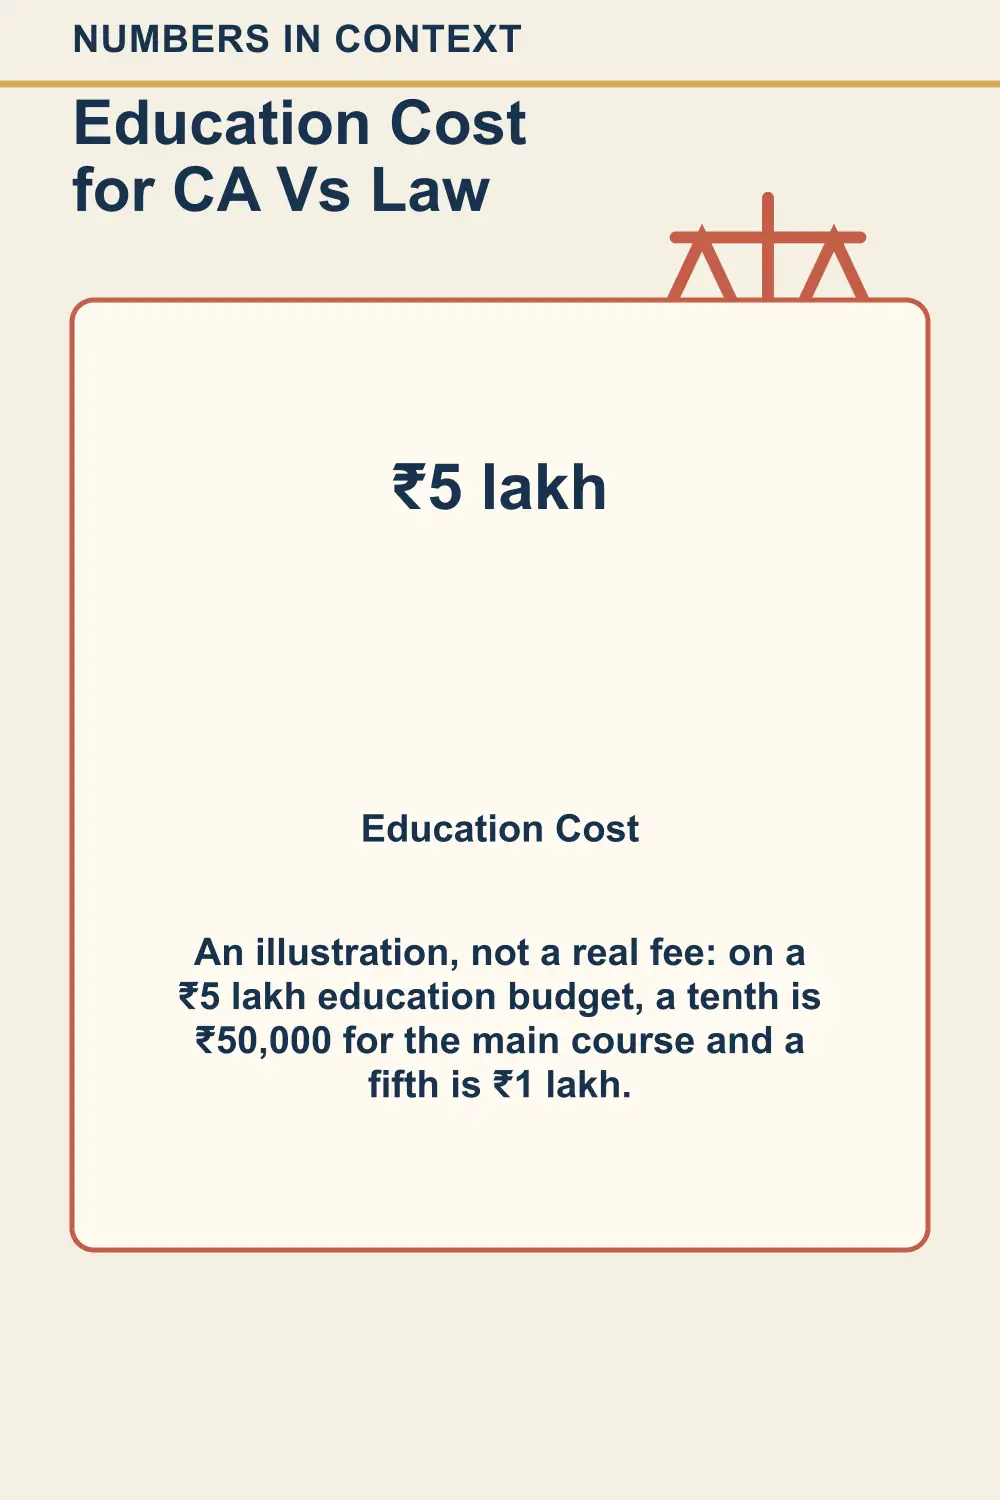 NUMBERS IN CONTEXT
Education Cost
for CA Vs Law
₹5 lakh
Education Cost
An illustration, not a real fee: on a
₹5 lakh education budget, a tenth is
₹50,000 for the main course and a
fifth is ₹1 lakh.